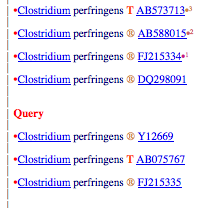 •Clostridium perfringens T AB573713•3
•Clostridium perfringens ® AB588015•2
•Clostridium perfringens ® FJ215334•1
•Clostridium perfringens ® DQ298091
Query
•Clostridium perfringens ® Y12669
•Clostridium perfringens T AB075767
•Clostridium perfringens ® FJ215335